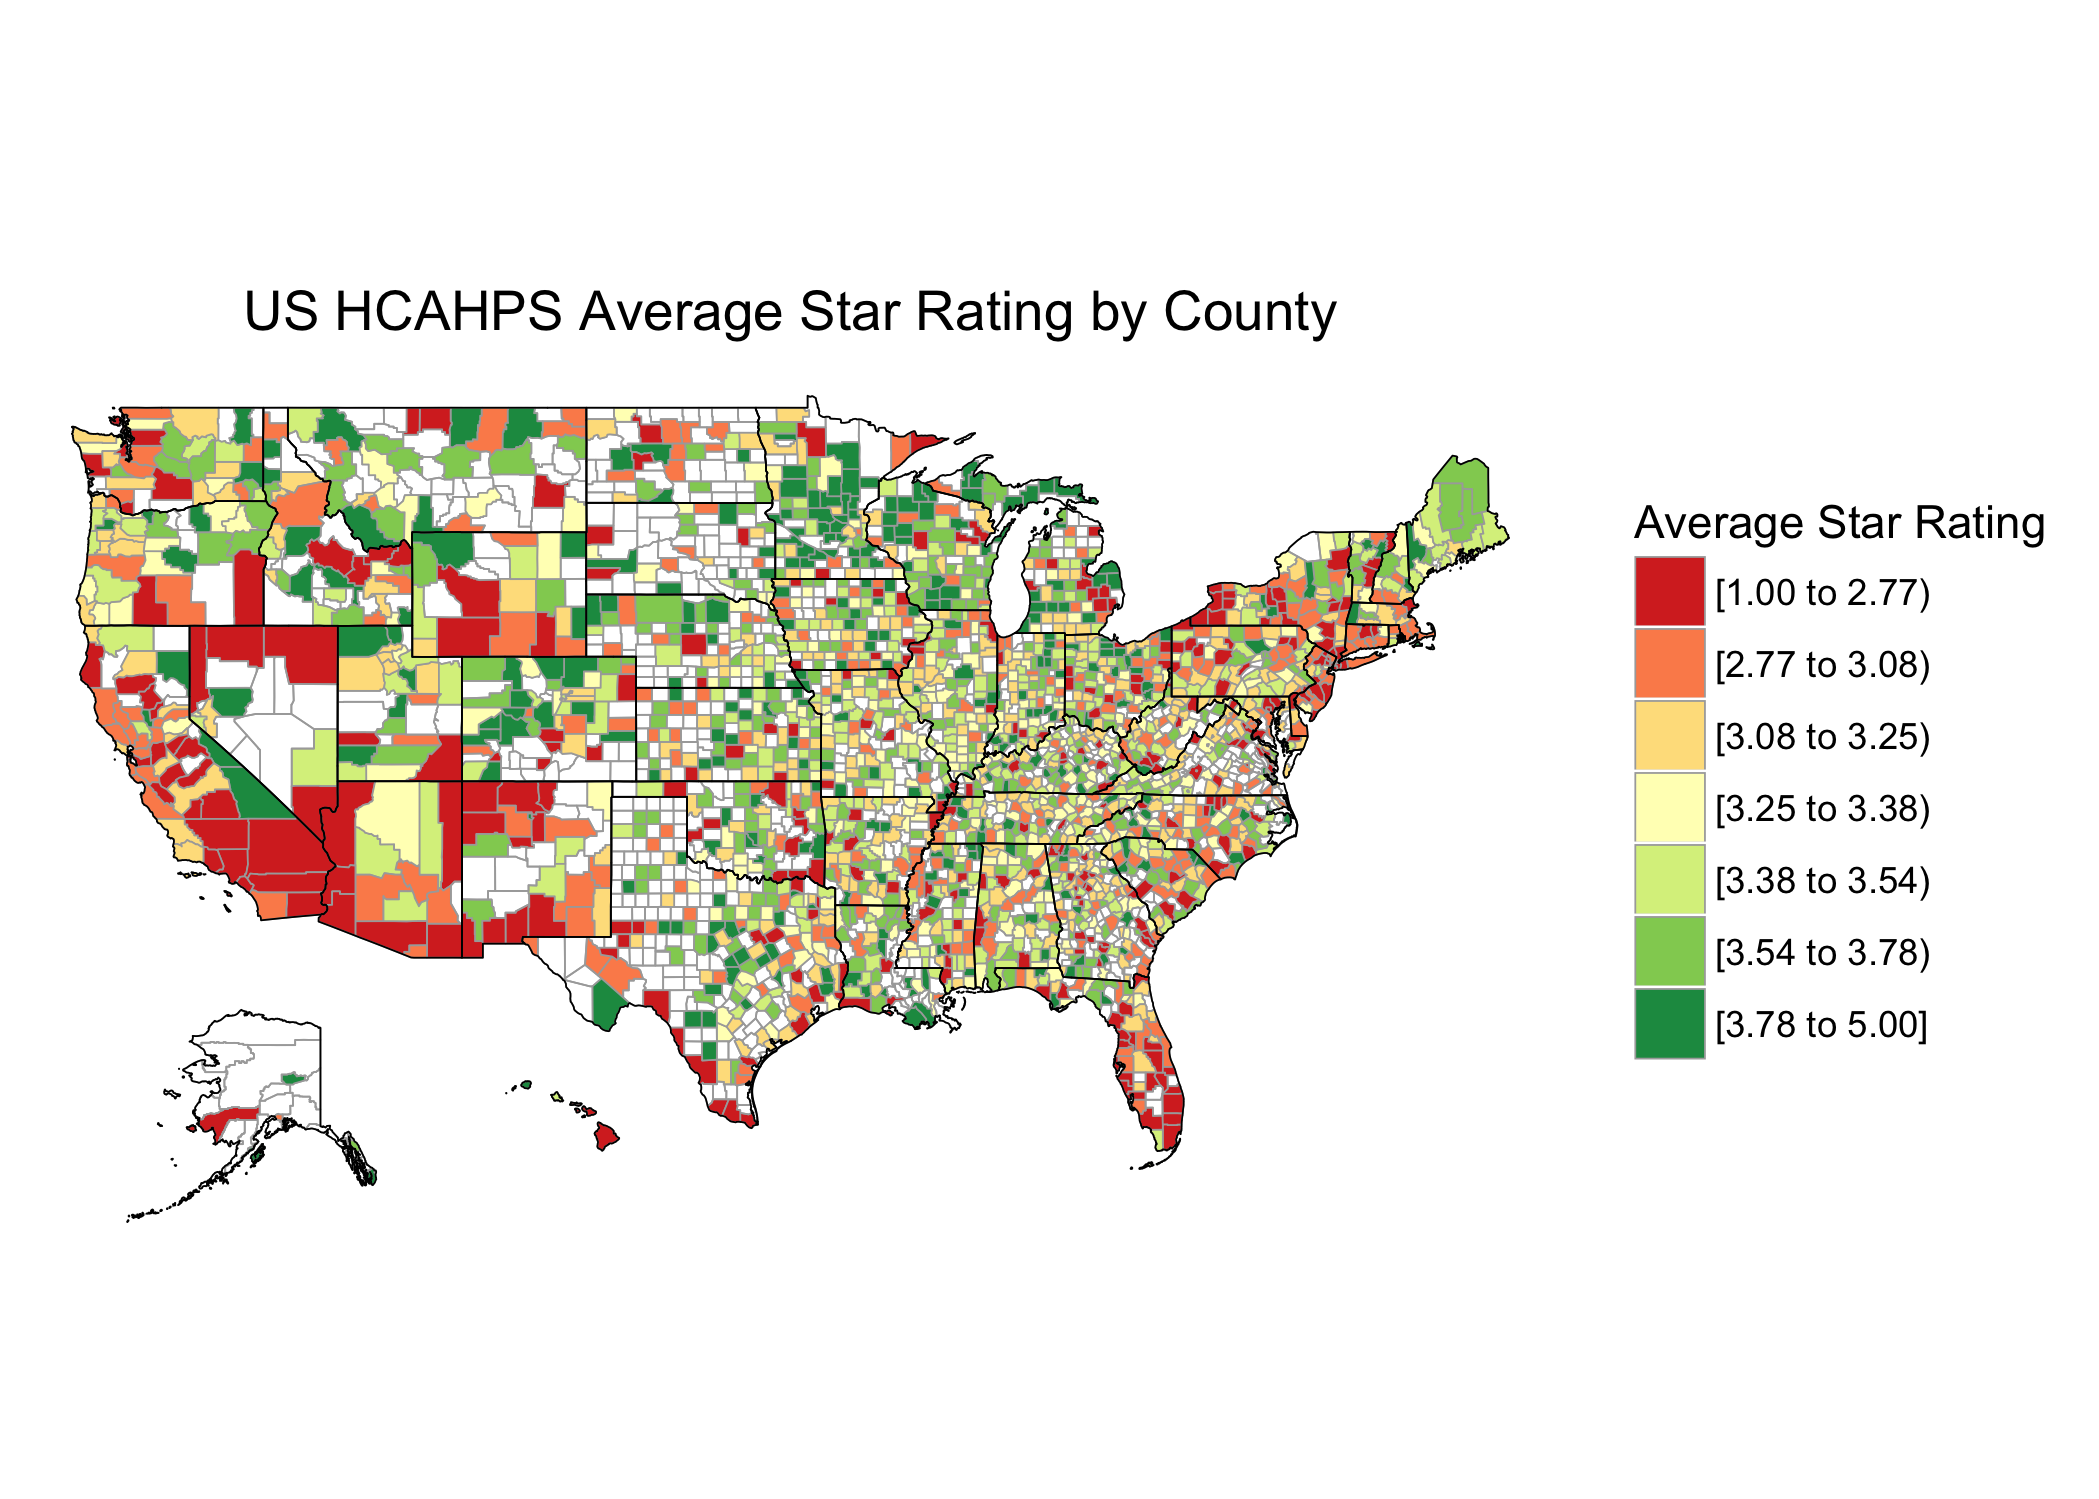 US HCAHPS Average Star Rating by County
Average Star Rating
[1.00 to 2.77)
[2.77 to 3.08)
[3.08 to 3.25)
[3.25 to 3.38)
[3.38 to 3.54)
[3.54 to 3.78)
[3.78 to 5.00]